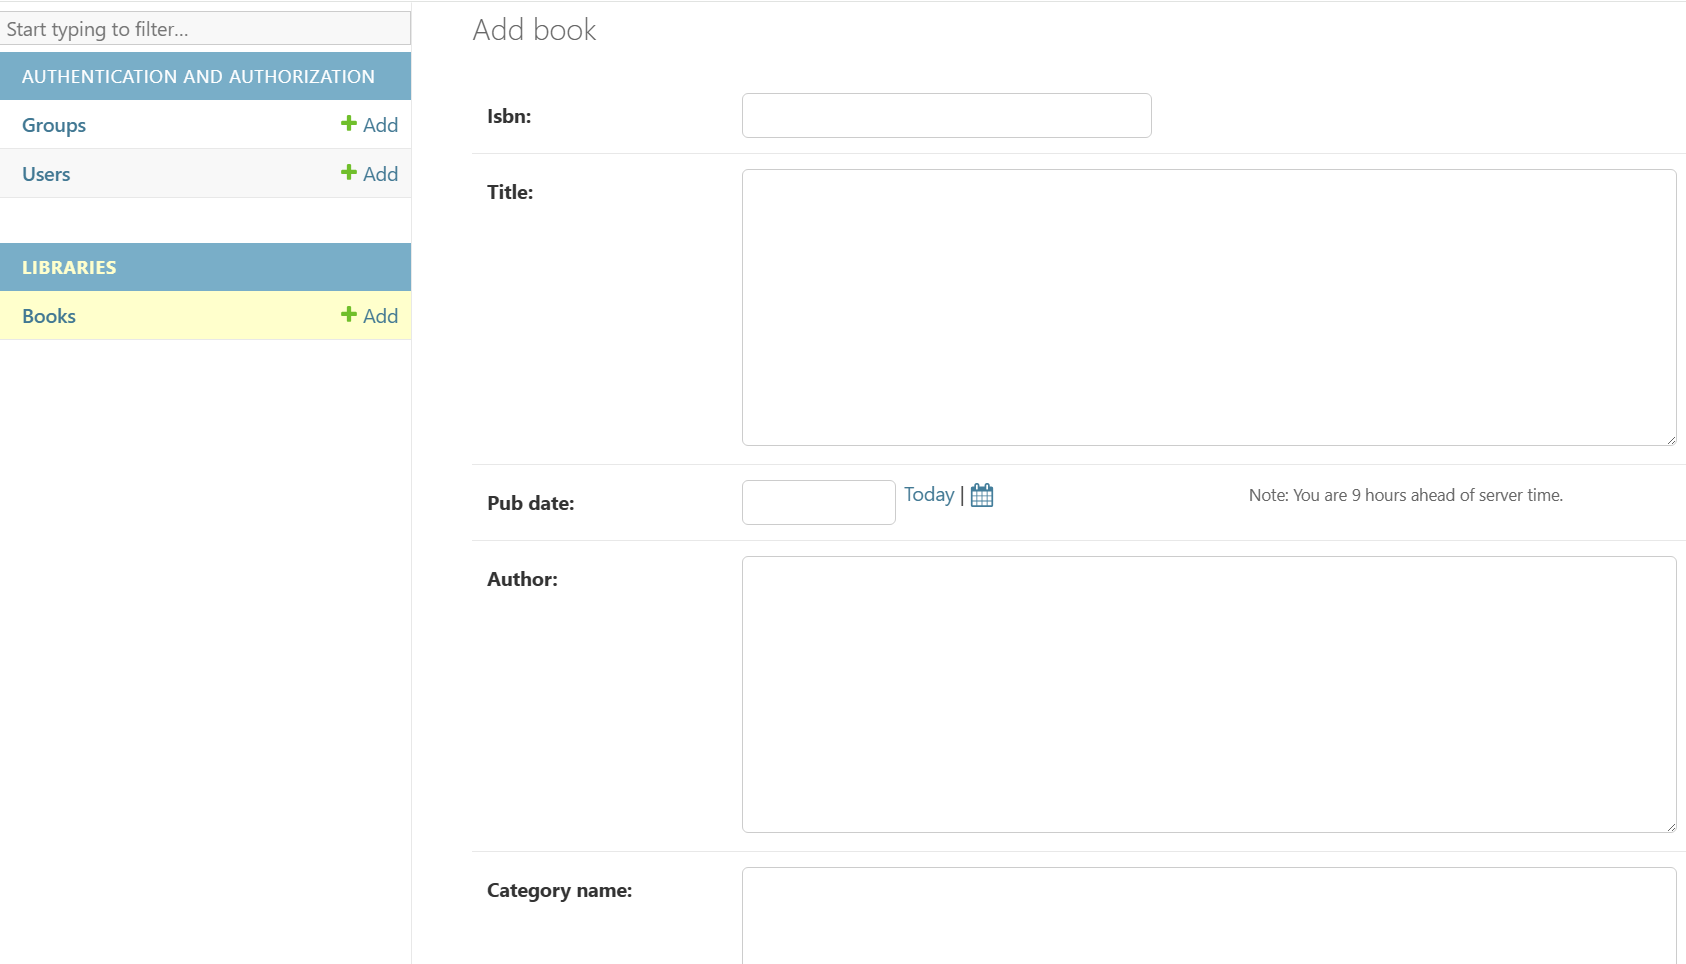 Start typing to filter...
AUTHENTICATION AND AUTHORIZATION
Groups Add
Users Add
LIBRARIES
Books Add
Add book
Isbn:
Title:
Pub date: Today | Note: You are 9 hours ahead of server time.
Author:
Category name: